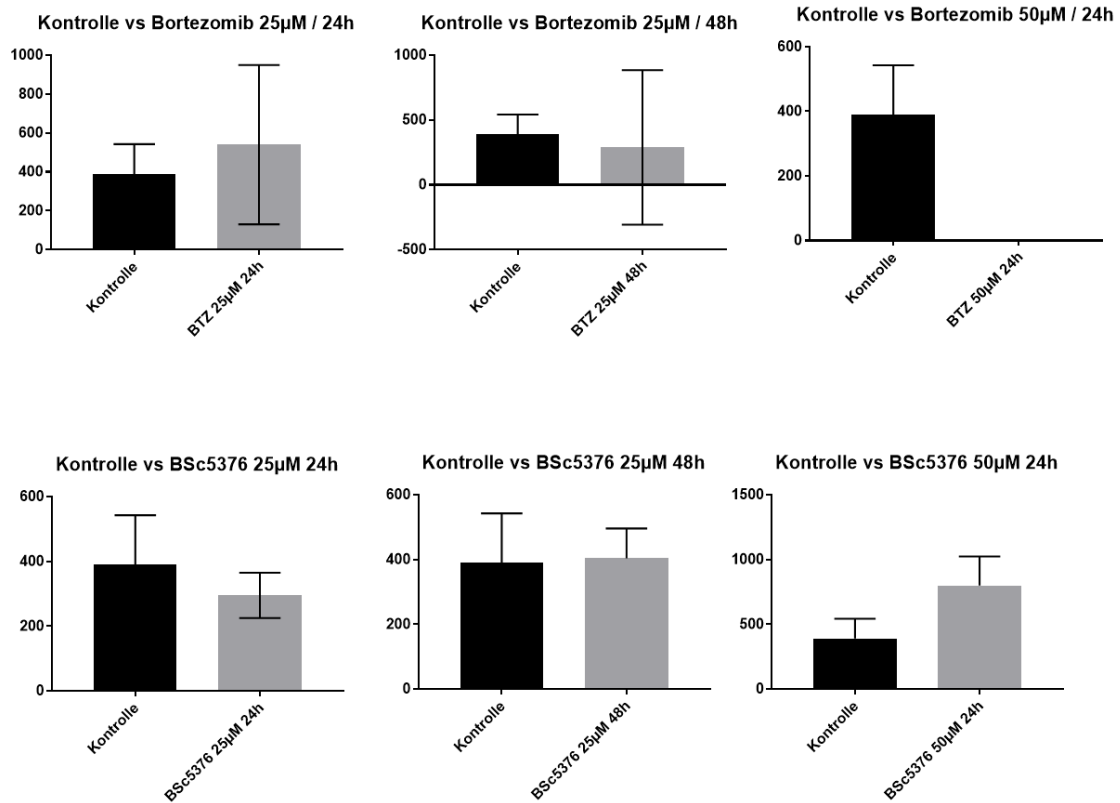 Kontrolle vs Bortezomib 25µM / 24h
1000
800
600
400
200
0
Kontrolle
BTZ 25µM 24h
Kontrolle vs Bortezomib 25µM / 48h
1000
500
0
-500
Kontrolle
BTZ 25µM 48h
Kontrolle vs Bortezomib 50µM / 24h
600
400
200
0
Kontrolle
BTZ 50µM 24h
Kontrolle vs BSc5376 25µM 24h
600
400
200
0
Kontrolle
BSc5376 25µM 24h
Kontrolle vs BSc5376 25µM 48h
600
400
200
0
Kontrolle
BSc5376 25µM 48h
Kontrolle vs BSc5376 50µM 24h
1500
1000
500
0
Kontrolle
BSc5376 50µM 24h